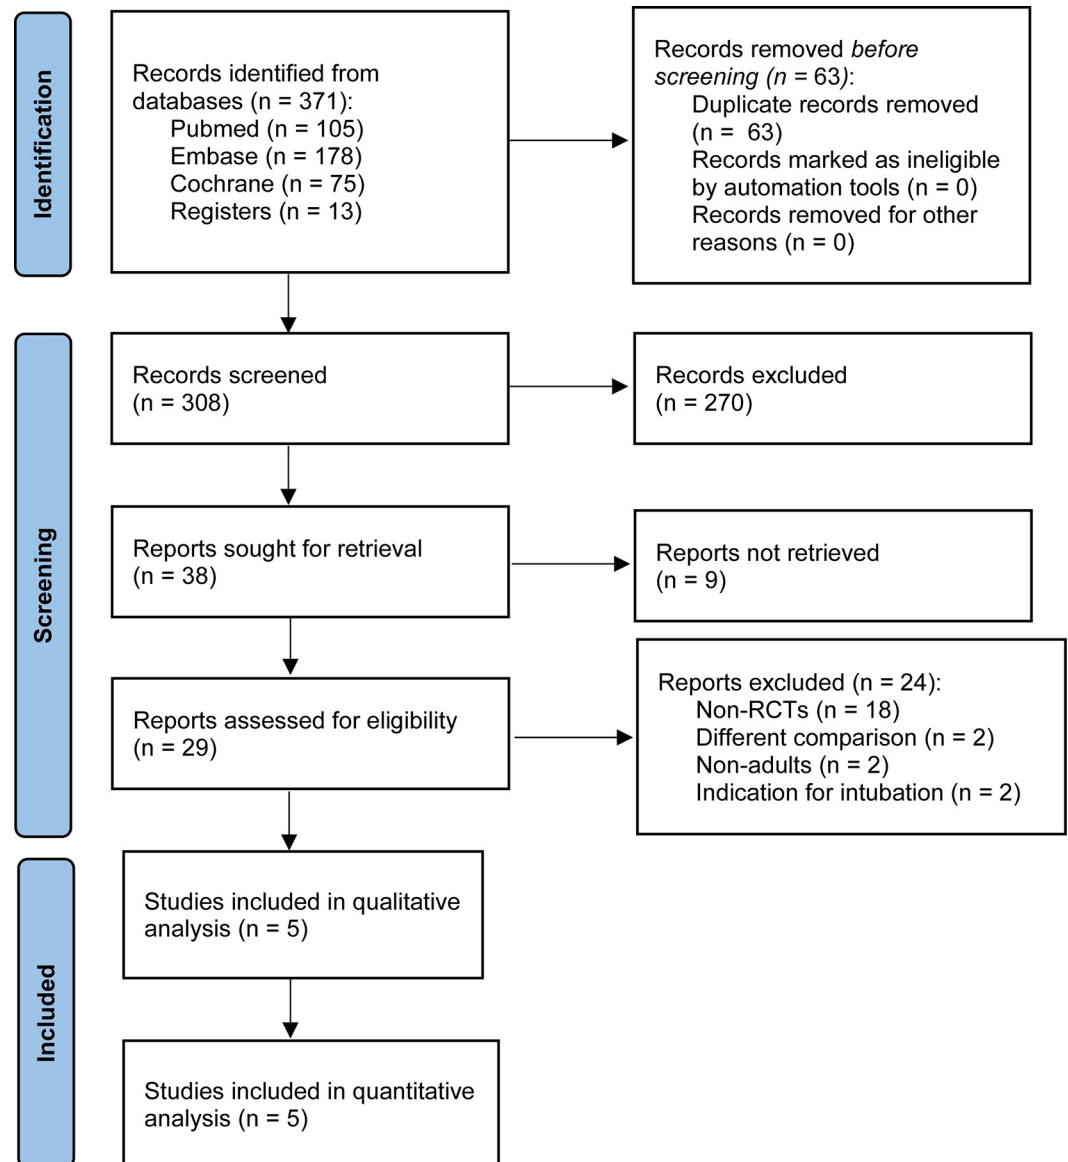 Identification
Records identified from
databases (n = 371):
Pubmed (n = 105)
Embase (n = 178)
Cochrane (n = 75)
Registers (n = 13)
Records removed before
screening (n = 63):
Duplicate records removed
(n =  63)
Records marked as ineligible
by automation tools (n = 0)
Records removed for other
reasons (n = 0)
Screening
Records screened
(n = 308)
Records excluded
(n = 270)
Reports sought for retrieval
(n = 38)
Reports not retrieved
(n = 9)
Reports assessed for eligibility
(n = 29)
Reports excluded (n = 24):
Non-RCTs (n = 18)
Different comparison (n = 2)
Non-adults (n = 2)
Indication for intubation (n = 2)
Included
Studies included in qualitative
analysis (n = 5)
Studies included in quantitative
analysis (n = 5)